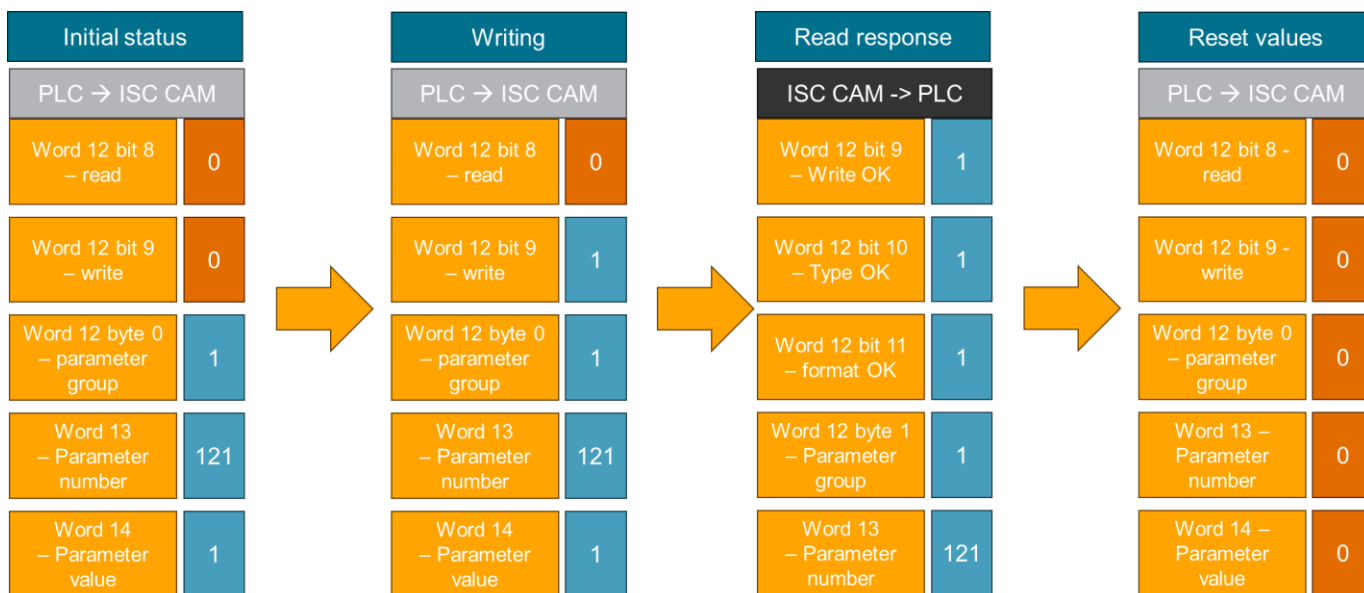 Initial status
PLC → ISC CAM
Word 12 bit 8
– read
0
Word 12 bit 9
– write
0
Word 12 byte 0
– parameter
group
1
Word 13
– Parameter
number
121
Word 14
– Parameter
value
1
Writing
PLC → ISC CAM
Word 12 bit 8
– read
0
Word 12 bit 9
– write
1
Word 12 byte 0
– parameter
group
1
Word 13
– Parameter
number
121
Word 14
– Parameter
value
1
Read response
ISC CAM -> PLC
Word 12 bit 9
– Write OK
1
Word 12 bit 10
– Type OK
1
Word 12 bit 11
– format OK
1
Word 12 byte 1
– Parameter
group
1
Word 13
– Parameter
number
121
Reset values
PLC → ISC CAM
Word 12 bit 8 -
read
0
Word 12 bit 9 -
write
0
Word 12 byte 0
– parameter
group
0
Word 13 –
Parameter
number
0
Word 14 –
Parameter
value
0